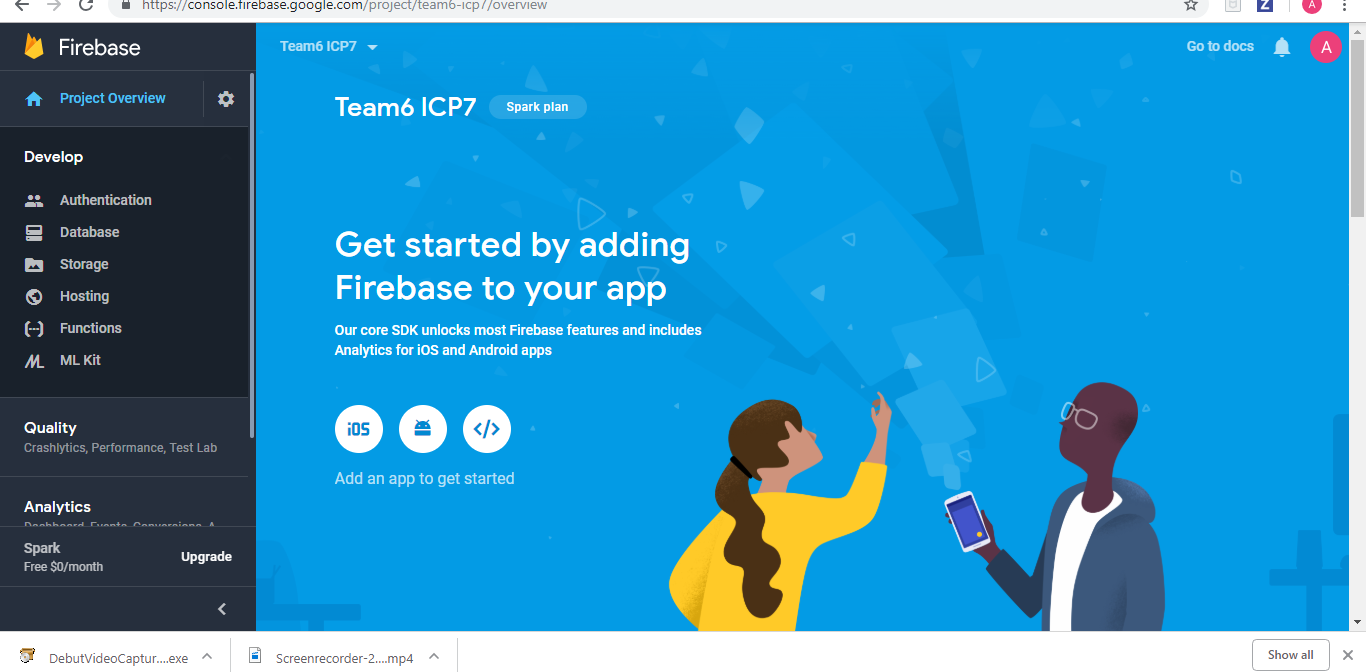 https://console.firebase.google.com/project/team6-icp7/overview
Z
A
Firebase
Team6 ICP7
Go to docs
A
Project Overview
Team6 ICP7
Spark plan
Develop
Authentication
Database
Storage
Hosting
Functions
ML Kit
Get started by adding
Firebase to your app
Our core SDK unlocks most Firebase features and includes
Analytics for iOS and Android apps
iOS
</>
Add an app to get started
Quality
Crashlytics, Performance, Test Lab
Analytics
Dashboard, Events, Conversions, A
Spark
Free $0/month
Upgrade
DebutVideoCaptur....exe
Screenrecorder-2....mp4
Show all